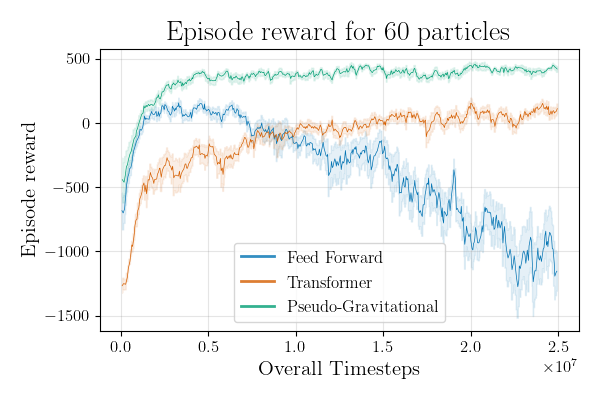 Episode reward for 60 particles
Episode reward
500
0
−500
−1000
−1500
Feed Forward
Transformer
Pseudo-Gravitational
0.0 0.5 1.0 1.5 2.0 2.5
×10⁷
Overall Timesteps